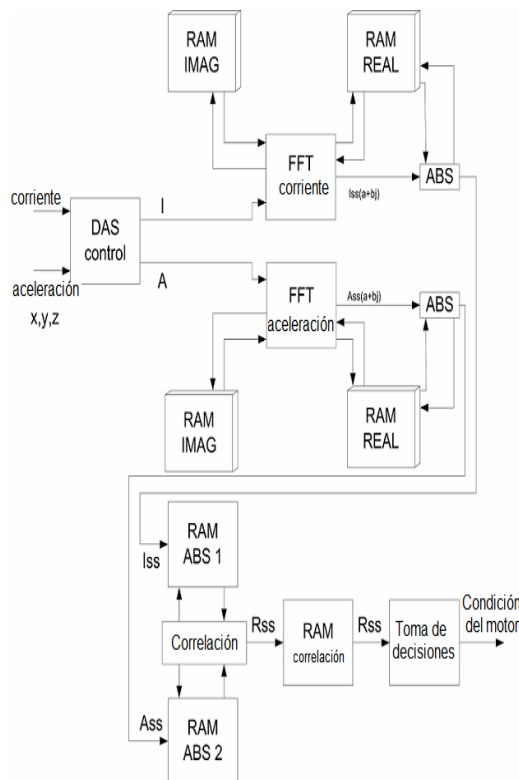 RAM
IMAG
RAM
REAL
FFT
corriente
Iss(a+bj)
ABS
corriente
I
DAS
control
aceleración
x,y,z
A
FFT
aceleración
Ass(a+bj)
ABS
RAM
IMAG
RAM
REAL
Iss
RAM
ABS 1
Correlación
Rss
RAM
correlación
Rss
Toma de
decisiones
Condición
del motor
Ass
RAM
ABS 2